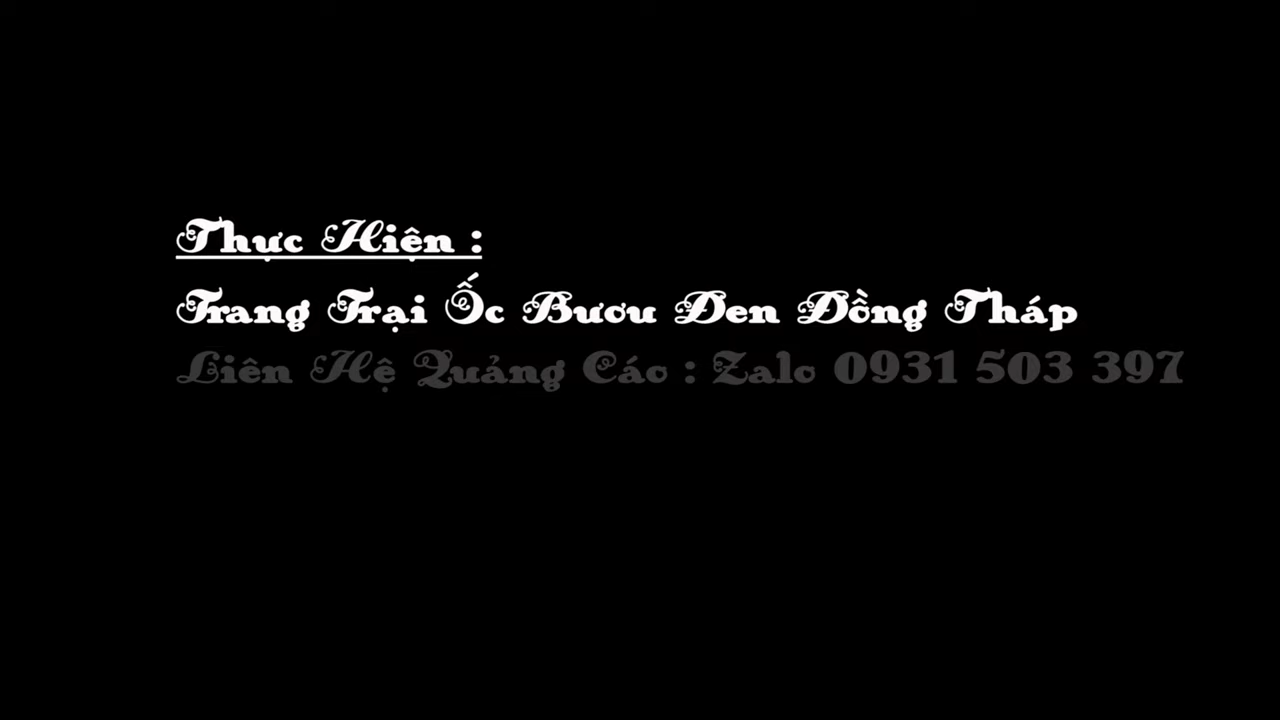 Thực Hiện :
Trang Trại Ốc Bươu Đen Đồng Tháp
Liên Hệ Quảng Cáo : Zalo 0931 503 397